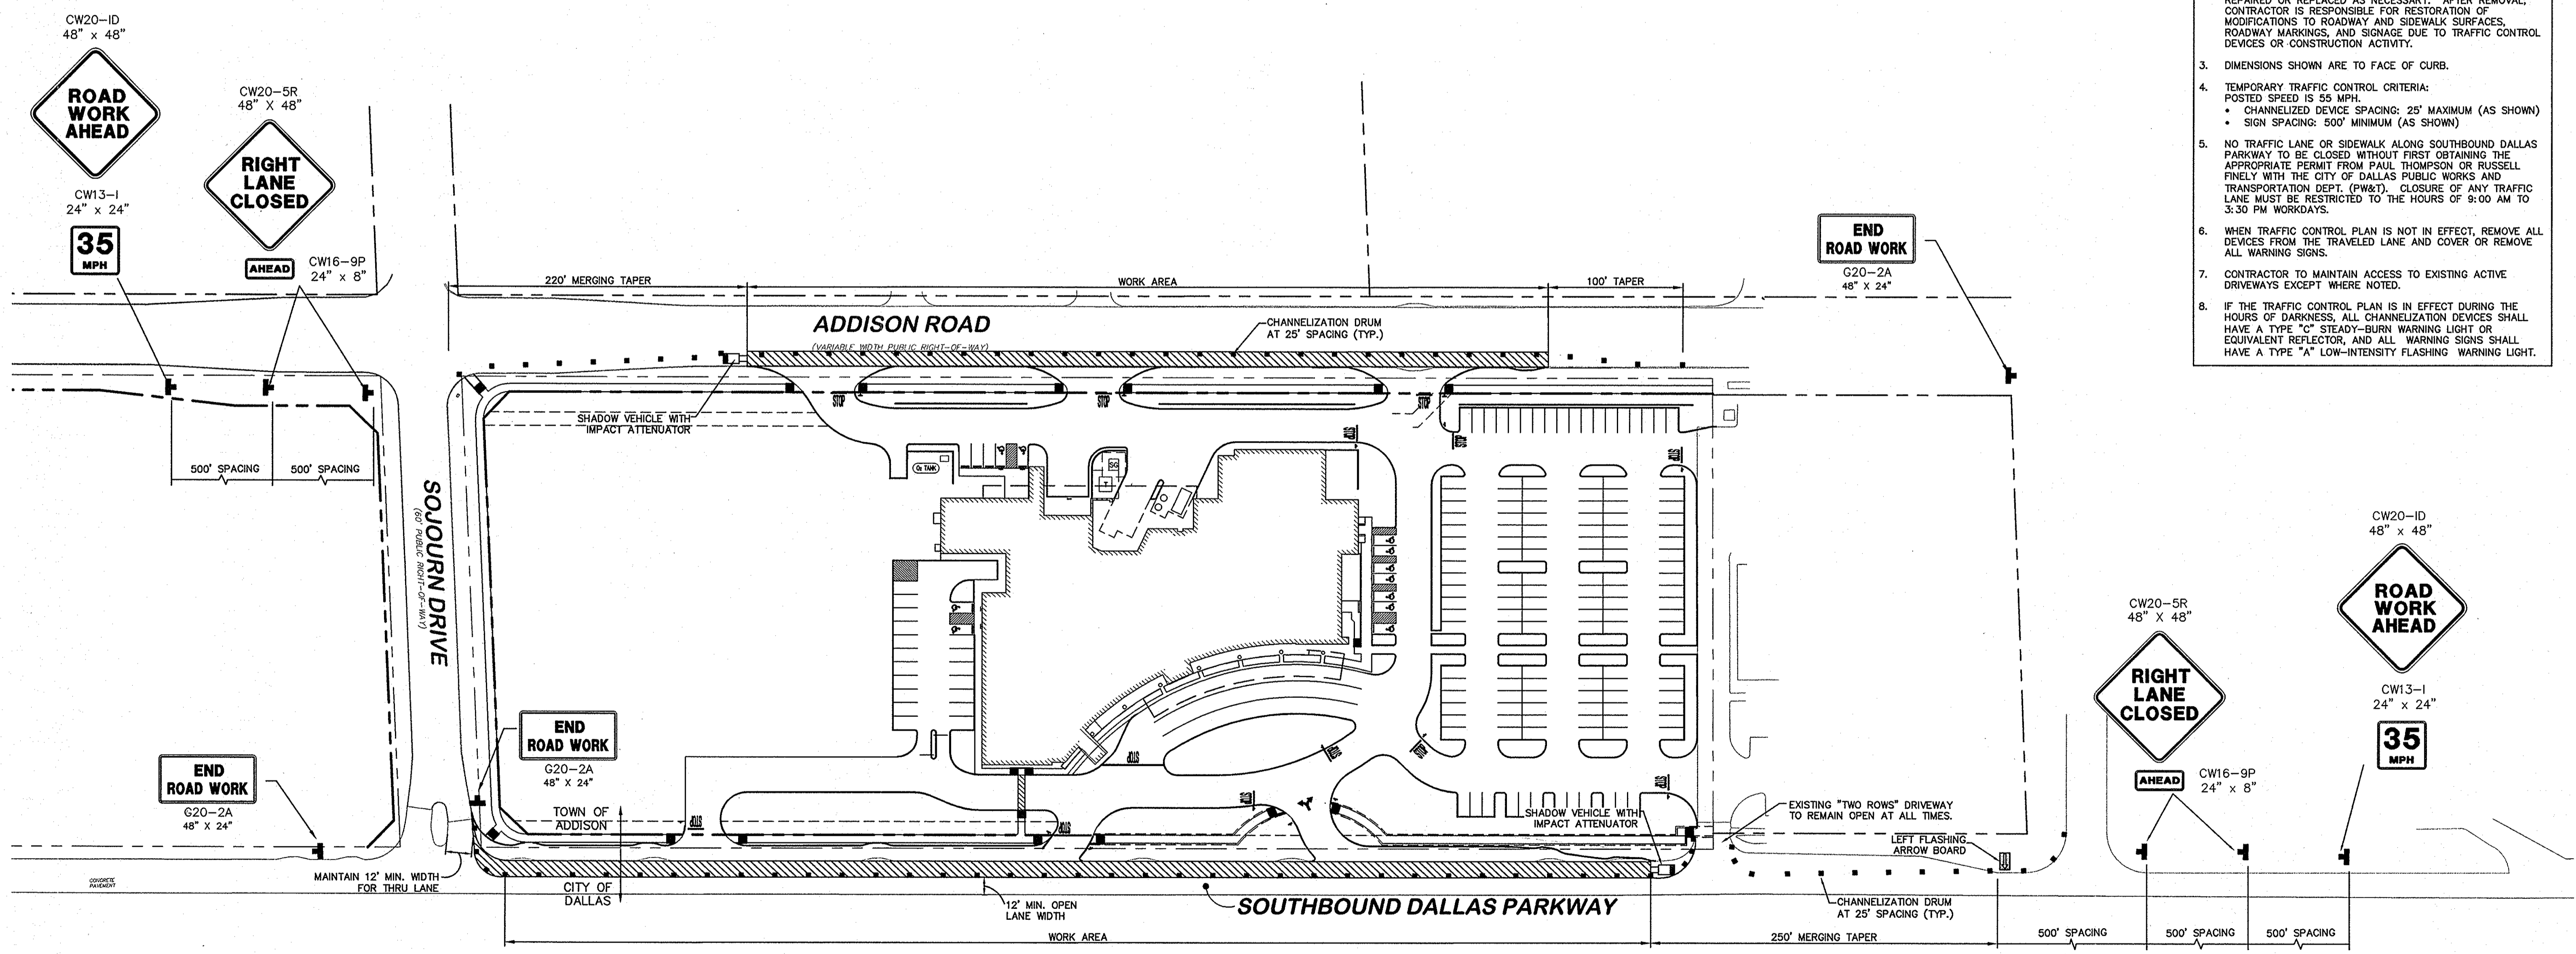 CW20-1D
48" x 48"
ROAD
WORK
AHEAD
CW13-1
24" x 24"
35
MPH
CW20-5R
48" X 48"
RIGHT
LANE
CLOSED
AHEAD
CW16-9P
24" x 8"
500' SPACING
500' SPACING
220' MERGING TAPER
WORK AREA
100' TAPER
ADDISON ROAD
(VARIABLE WIDTH PUBLIC RIGHT-OF-WAY)
CHANNELIZATION DRUM
AT 25' SPACING (TYP.)
END
ROAD WORK
G20-2A
48" X 24"
REPAIRED OR REPLACED AS NECESSARY. AFTER REMOVAL,
CONTRACTOR IS RESPONSIBLE FOR RESTORATION OF
MODIFICATIONS TO ROADWAY AND SIDEWALK SURFACES,
ROADWAY MARKINGS, AND SIGNAGE DUE TO TRAFFIC CONTROL
DEVICES OR CONSTRUCTION ACTIVITY.
3. DIMENSIONS SHOWN ARE TO FACE OF CURB.
4. TEMPORARY TRAFFIC CONTROL CRITERIA:
POSTED SPEED IS 55 MPH.
• CHANNELIZED DEVICE SPACING: 25' MAXIMUM (AS SHOWN)
• SIGN SPACING: 500' MINIMUM (AS SHOWN)
5. NO TRAFFIC LANE OR SIDEWALK ALONG SOUTHBOUND DALLAS
PARKWAY TO BE CLOSED WITHOUT FIRST OBTAINING THE
APPROPRIATE PERMIT FROM PAUL THOMPSON OR RUSSELL
FINELY WITH THE CITY OF DALLAS PUBLIC WORKS AND
TRANSPORTATION DEPT. (PW&T). CLOSURE OF ANY TRAFFIC
LANE MUST BE RESTRICTED TO THE HOURS OF 9:00 AM TO
3:30 PM WORKDAYS.
6. WHEN TRAFFIC CONTROL PLAN IS NOT IN EFFECT, REMOVE ALL
DEVICES FROM THE TRAVELED LANE AND COVER OR REMOVE
ALL WARNING SIGNS.
7. CONTRACTOR TO MAINTAIN ACCESS TO EXISTING ACTIVE
DRIVEWAYS EXCEPT WHERE NOTED.
8. IF THE TRAFFIC CONTROL PLAN IS IN EFFECT DURING THE
HOURS OF DARKNESS, ALL CHANNELIZATION DEVICES SHALL
HAVE A TYPE "C" STEADY-BURN WARNING LIGHT OR
EQUIVALENT REFLECTOR, AND ALL WARNING SIGNS SHALL
HAVE A TYPE "A" LOW-INTENSITY FLASHING WARNING LIGHT.
SHADOW VEHICLE WITH
IMPACT ATTENUATOR
STOP
STOP
STOP
STOP
STOP
O2 TANK
SG
T
SOJOURN DRIVE
(60' PUBLIC RIGHT-OF-WAY)
END
ROAD WORK
G20-2A
48" X 24"
END
ROAD WORK
G20-2A
48" X 24"
TOWN OF
ADDISON
CITY OF
DALLAS
MAINTAIN 12' MIN. WIDTH
FOR THRU LANE
CONCRETE
PAVEMENT
STOP
STOP
STOP
STOP
STOP
STOP
STOP
SHADOW VEHICLE WITH
IMPACT ATTENUATOR
12' MIN. OPEN
LANE WIDTH
SOUTHBOUND DALLAS PARKWAY
WORK AREA
EXISTING "TWO ROWS" DRIVEWAY
TO REMAIN OPEN AT ALL TIMES.
LEFT FLASHING
ARROW BOARD
CHANNELIZATION DRUM
AT 25' SPACING (TYP.)
250' MERGING TAPER
500' SPACING
500' SPACING
500' SPACING
CW20-5R
48" X 48"
RIGHT
LANE
CLOSED
AHEAD
CW16-9P
24" x 8"
CW20-1D
48" x 48"
ROAD
WORK
AHEAD
CW13-1
24" x 24"
35
MPH